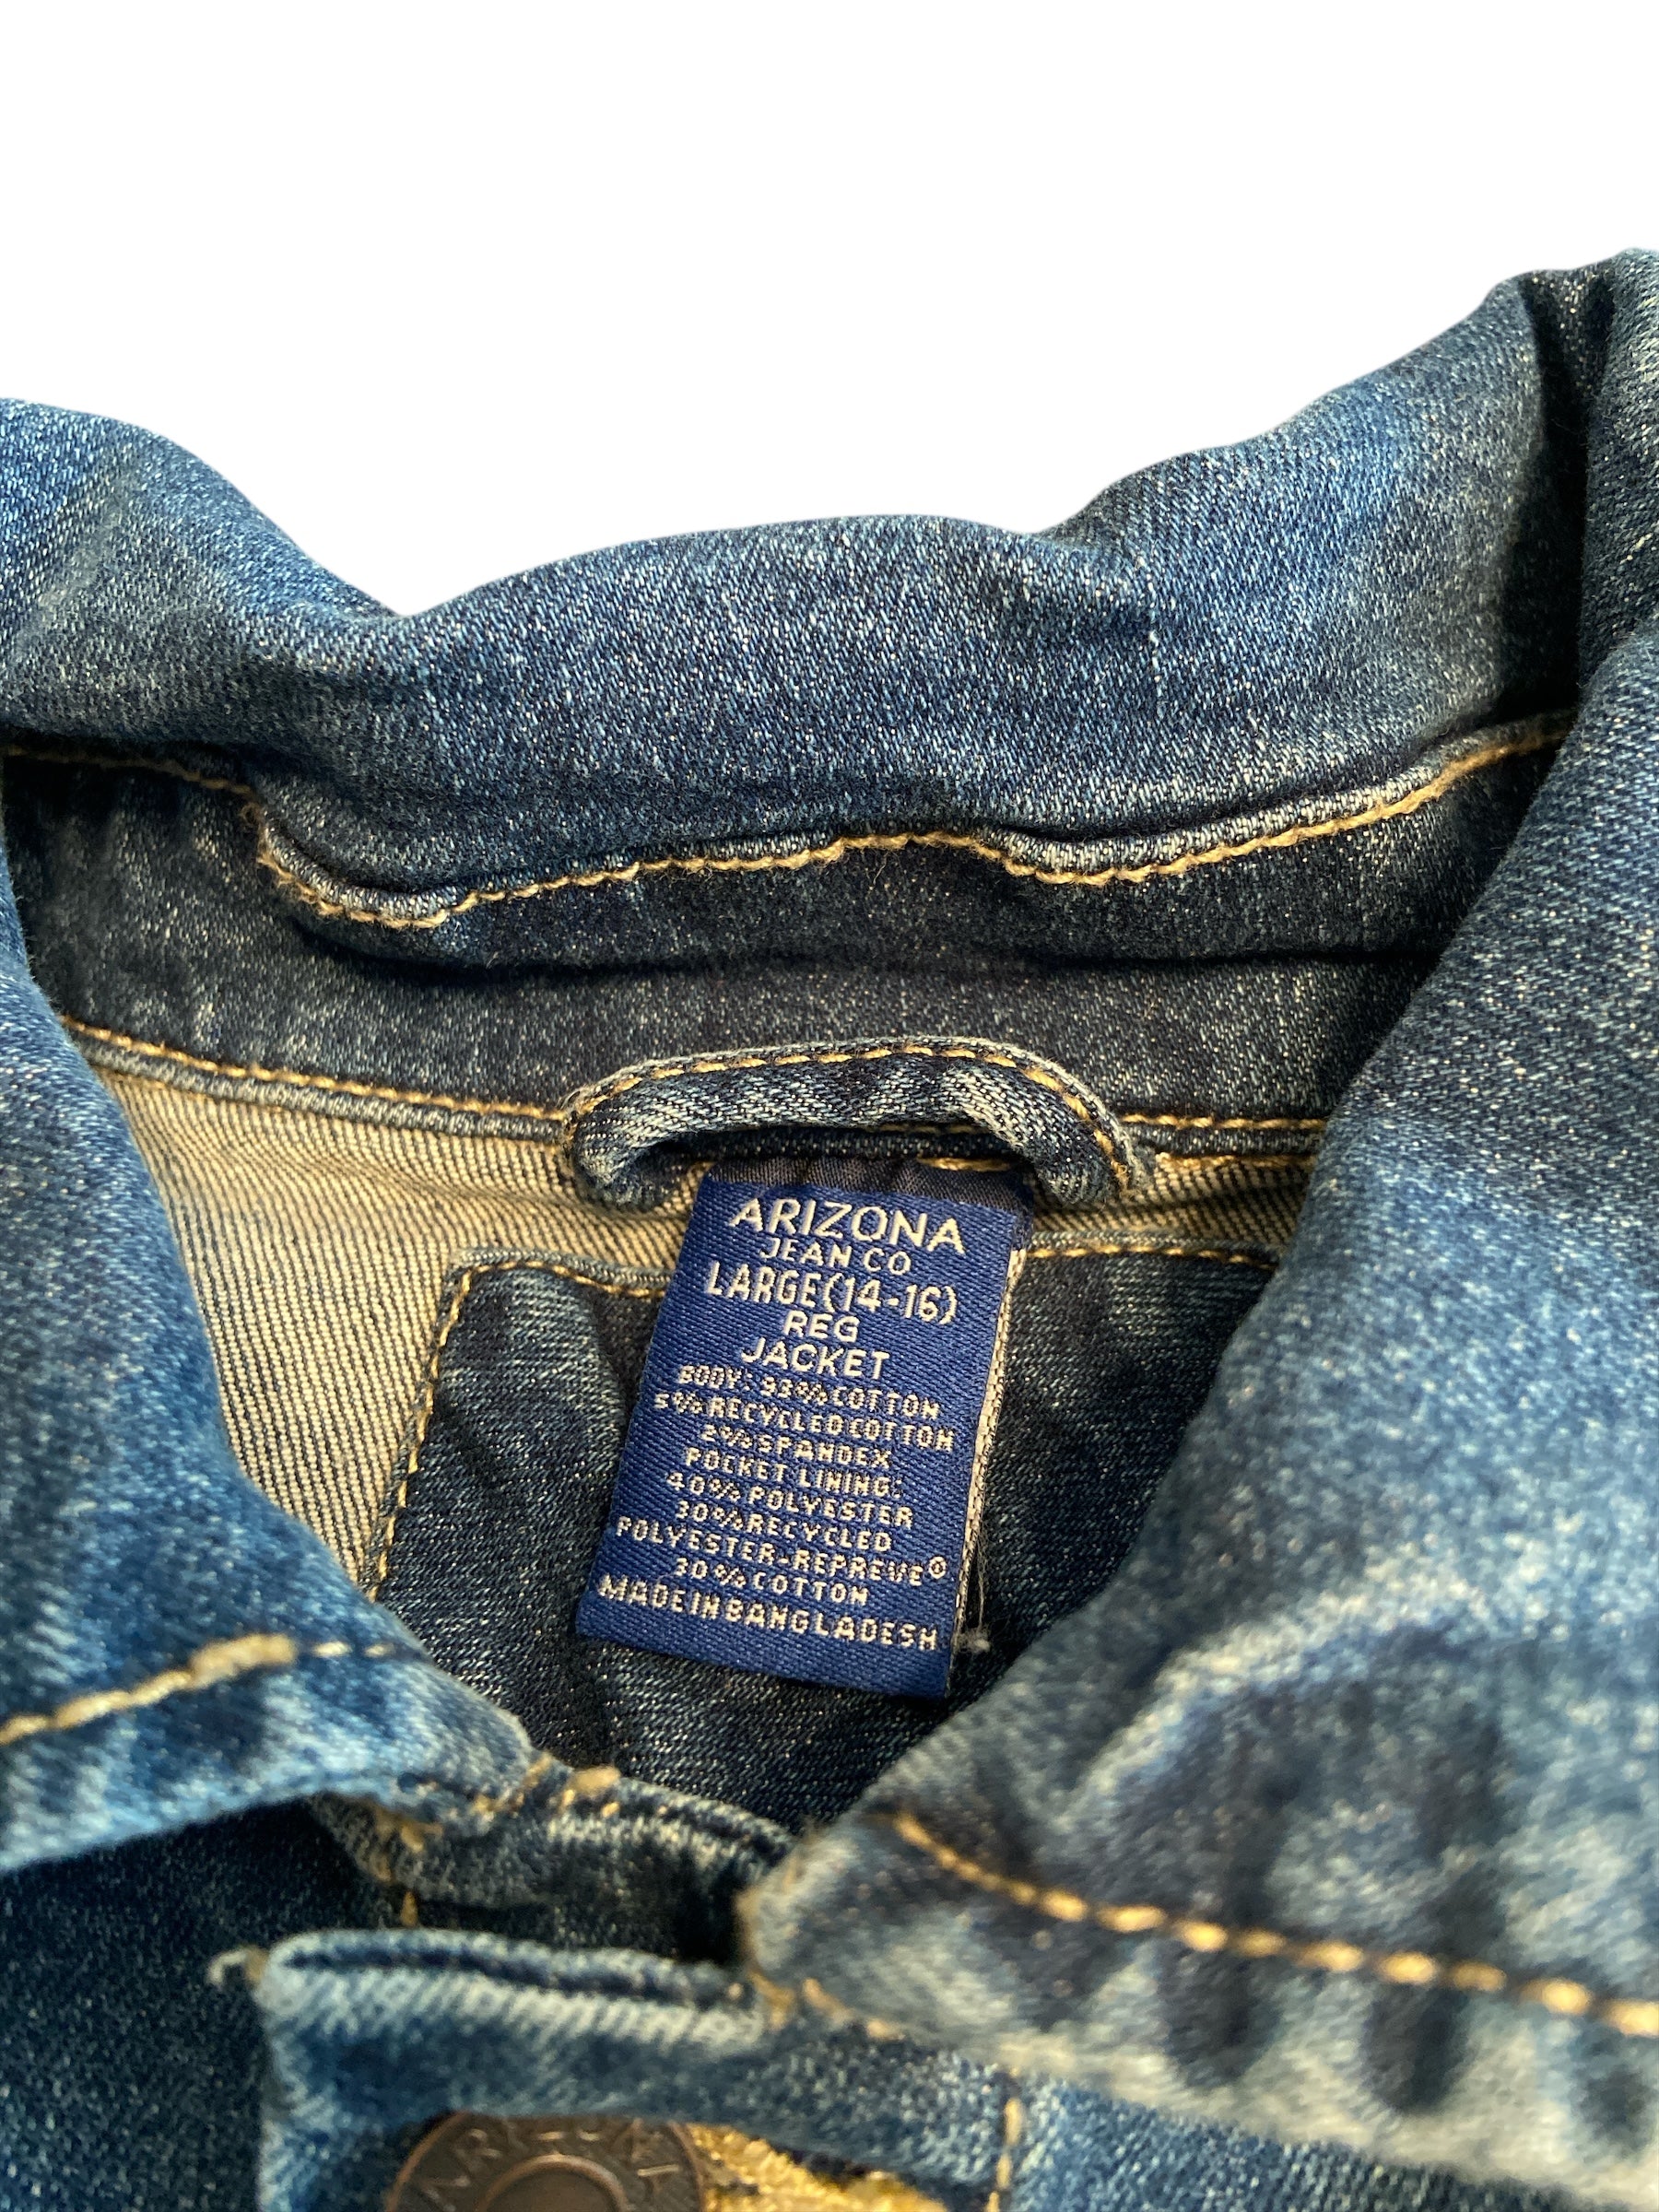 ARIZONA
JEAN CO
LARGE(14-16)
REG
JACKET
BODY: 93% COTTON
5% RECYCLED COTTON
2% SPANDEX
POCKET LINING:
40% POLYESTER
30% RECYCLED
POLYESTER-REPREVE®
30% COTTON
MADE IN BANGLADESH